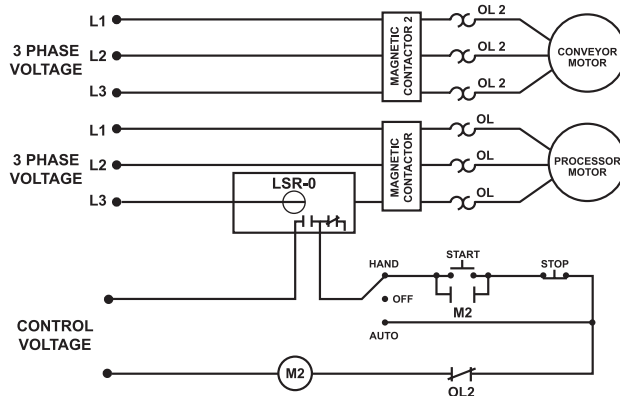 L1
L2
L3
3 PHASE
VOLTAGE
MAGNETIC
CONTACTOR 2
OL 2
OL 2
OL 2
CONVEYOR
MOTOR
L1
L2
L3
3 PHASE
VOLTAGE
LSR-0
MAGNETIC
CONTACTOR
OL
OL
OL
PROCESSOR
MOTOR
HAND
OFF
AUTO
START
M2
STOP
CONTROL
VOLTAGE
M2
OL2